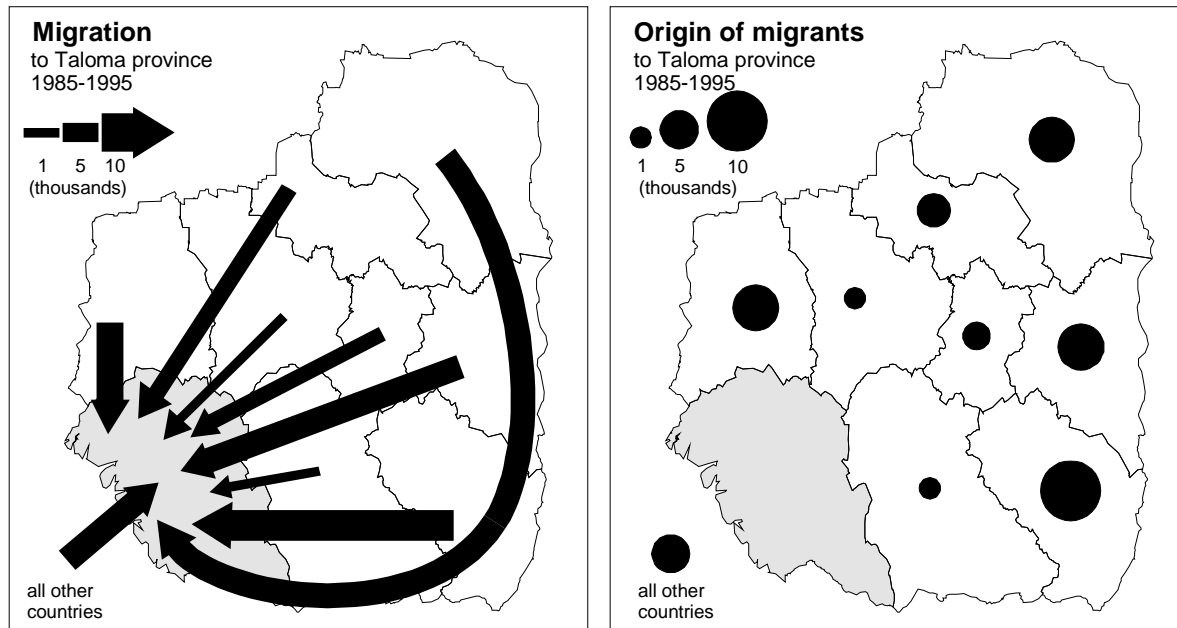 Migration
to Taloma province
1985-1995
1 5 10
(thousands)
all other
countries
Origin of migrants
to Taloma province
1985-1995
1 5 10
(thousands)
all other
countries